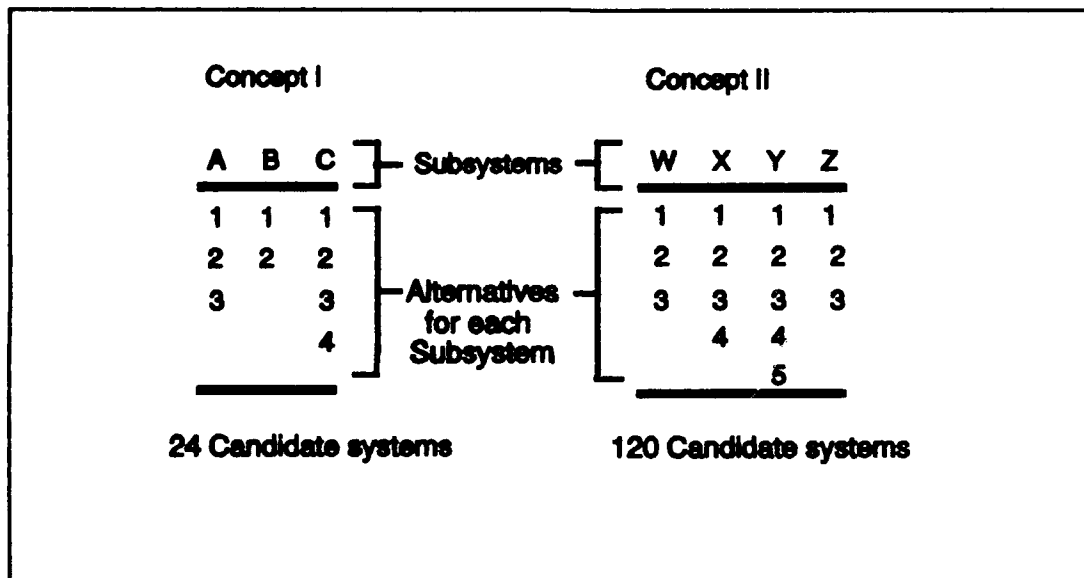 Concept I Concept II
A B C Subsystems W X Y Z
1 1 1 1 1 1 1
2 2 2 2 2 2 2
3 3 Alternatives 3 3 3 3
for each
4 Subsystem 4 4
5
24 Candidate systems 120 Candidate systems